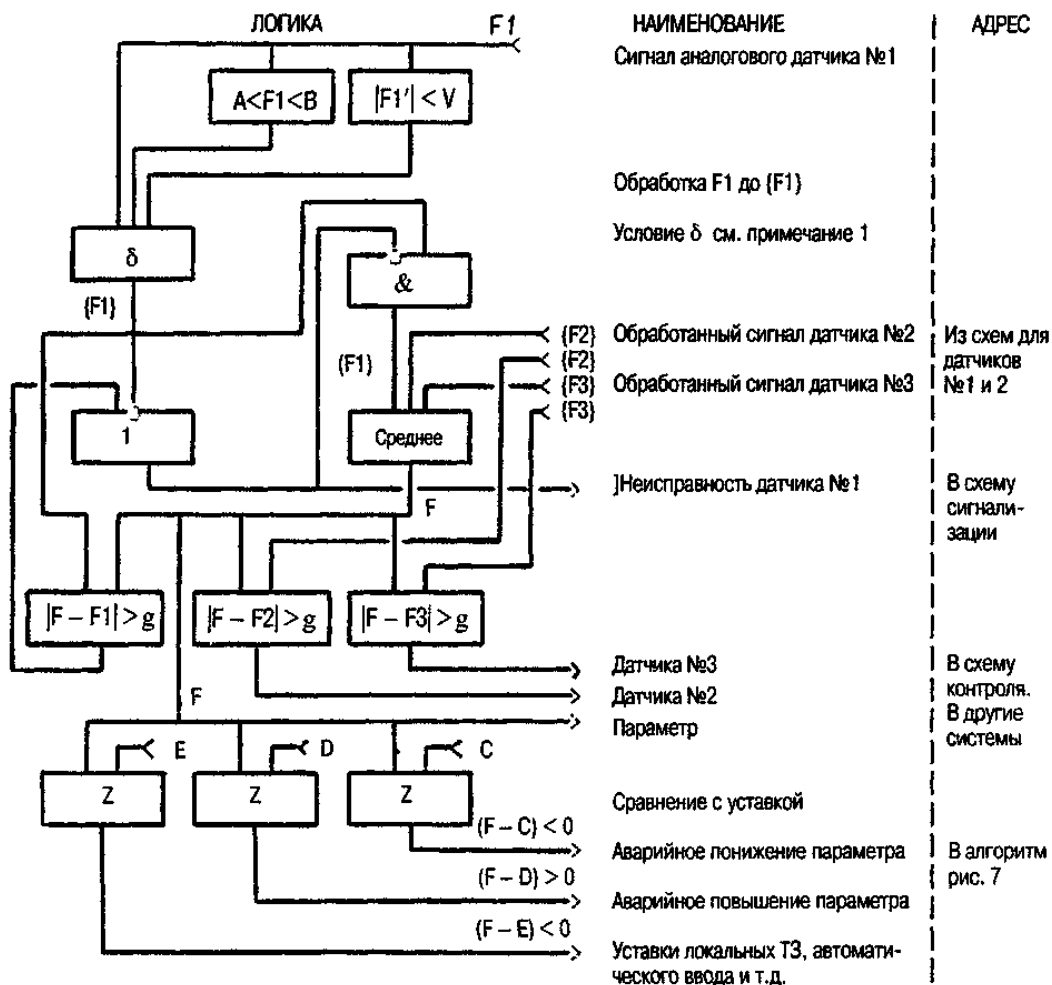 ЛОГИКА F1 НАИМЕНОВАНИЕ АДРЕС
Сигнал аналогового датчика №1
A<F1<B |F1'| < V
Обработка F1 до {F1}
Условие δ см. примечание 1
δ
&
{F1}
{F2} Обработанный сигнал датчика №2 Из схем для
{F1} {F2} датчиков
{F3} Обработанный сигнал датчика №3 №1 и 2
{F3}
1 Среднее
]Неисправность датчика №1 В схему
F сигнали-
зации
|F – F1| > g |F – F2| > g |F – F3| > g
Датчика №3 В схему
F Датчика №2 контроля.
Параметр В другие
системы
E D C
Z Z Z
Сравнение с уставкой
(F – C) < 0
Аварийное понижение параметра В алгоритм
(F – D) > 0 рис. 7
Аварийное повышение параметра
(F – E) < 0
Уставки локальных ТЗ, автомати-
ческого ввода и т.д.